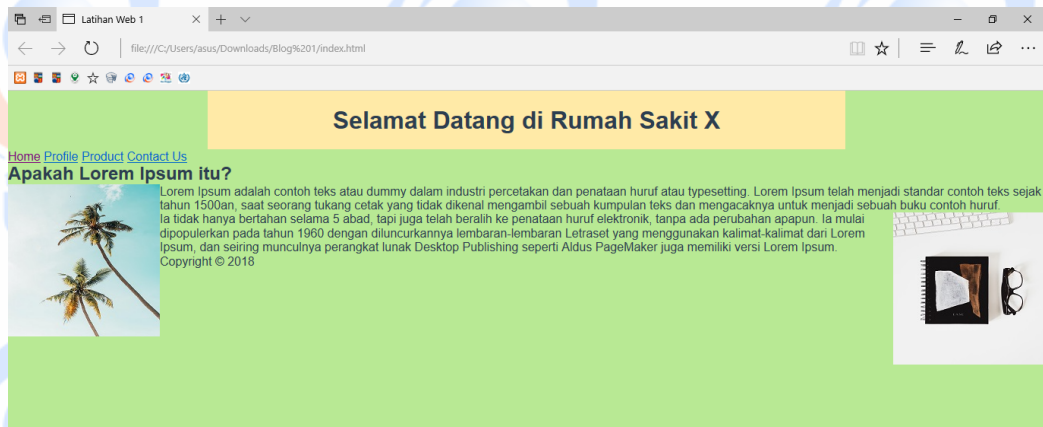 Latihan Web 1
file:///C:/Users/asus/Downloads/Blog%201/index.html
Selamat Datang di Rumah Sakit X
Home Profile Product Contact Us
Apakah Lorem Ipsum itu?
Lorem Ipsum adalah contoh teks atau dummy dalam industri percetakan dan penataan huruf atau typesetting. Lorem Ipsum telah menjadi standar contoh teks sejak
tahun 1500an, saat seorang tukang cetak yang tidak dikenal mengambil sebuah kumpulan teks dan mengacaknya untuk menjadi sebuah buku contoh huruf.
Ia tidak hanya bertahan selama 5 abad, tapi juga telah beralih ke penataan huruf elektronik, tanpa ada perubahan apapun. Ia mulai
dipopulerkan pada tahun 1960 dengan diluncurkannya lembaran-lembaran Letraset yang menggunakan kalimat-kalimat dari Lorem
Ipsum, dan seiring munculnya perangkat lunak Desktop Publishing seperti Aldus PageMaker juga memiliki versi Lorem Ipsum.
Copyright © 2018